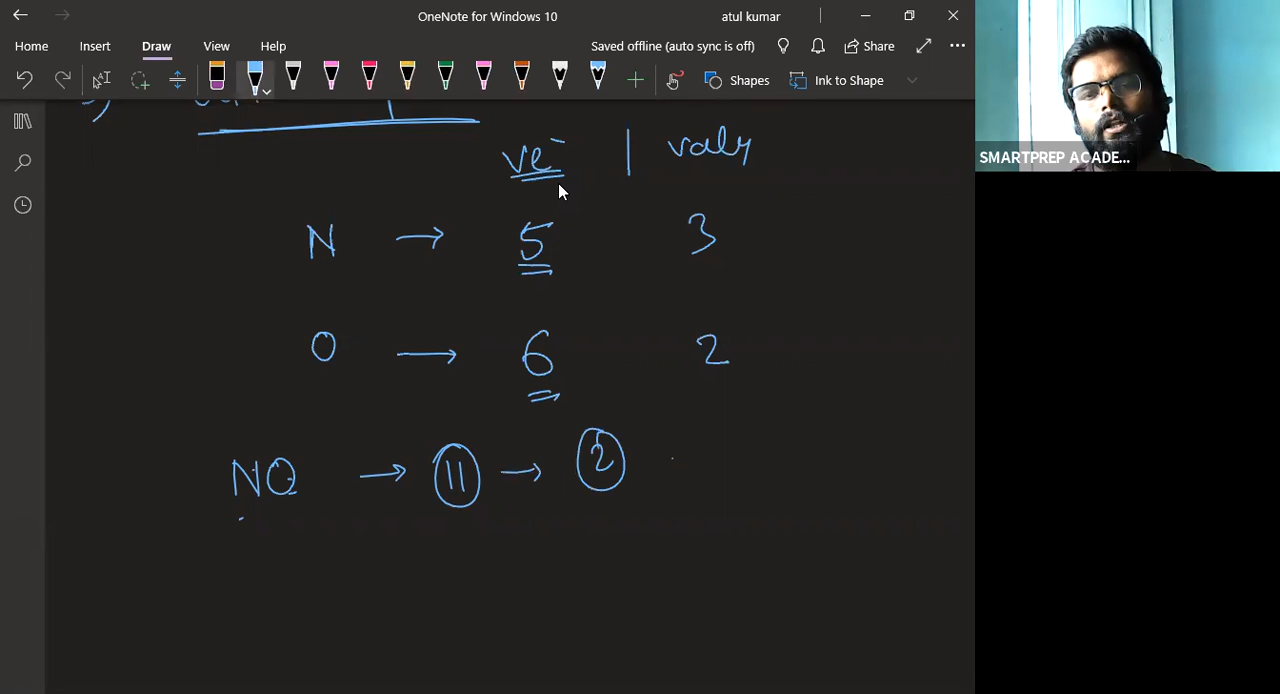 OneNote for Windows 10
atul kumar
Home Insert Draw View Help
Saved offline (auto sync is off)
Share
Shapes
Ink to Shape
SMARTPREP ACADE...
ve⁻ |
N → 5 3
O → 6 2
NO → 11 → 2